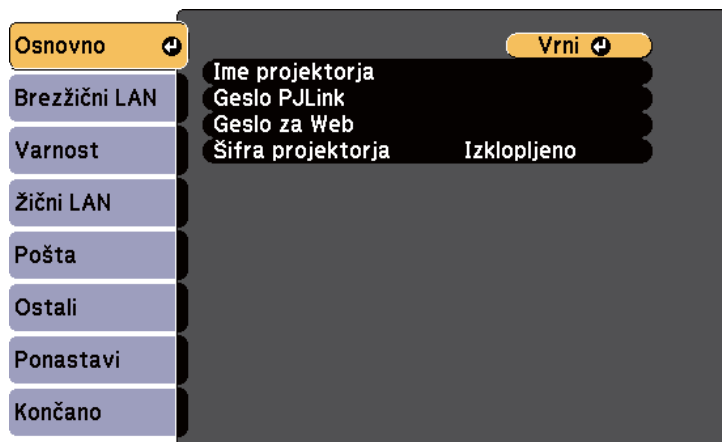 Osnovno
Brezžični LAN
Varnost
Žični LAN
Pošta
Ostali
Ponastavi
Končano
Vrni
Ime projektorja
Geslo PJLink
Geslo za Web
Šifra projektorja Izklopljeno